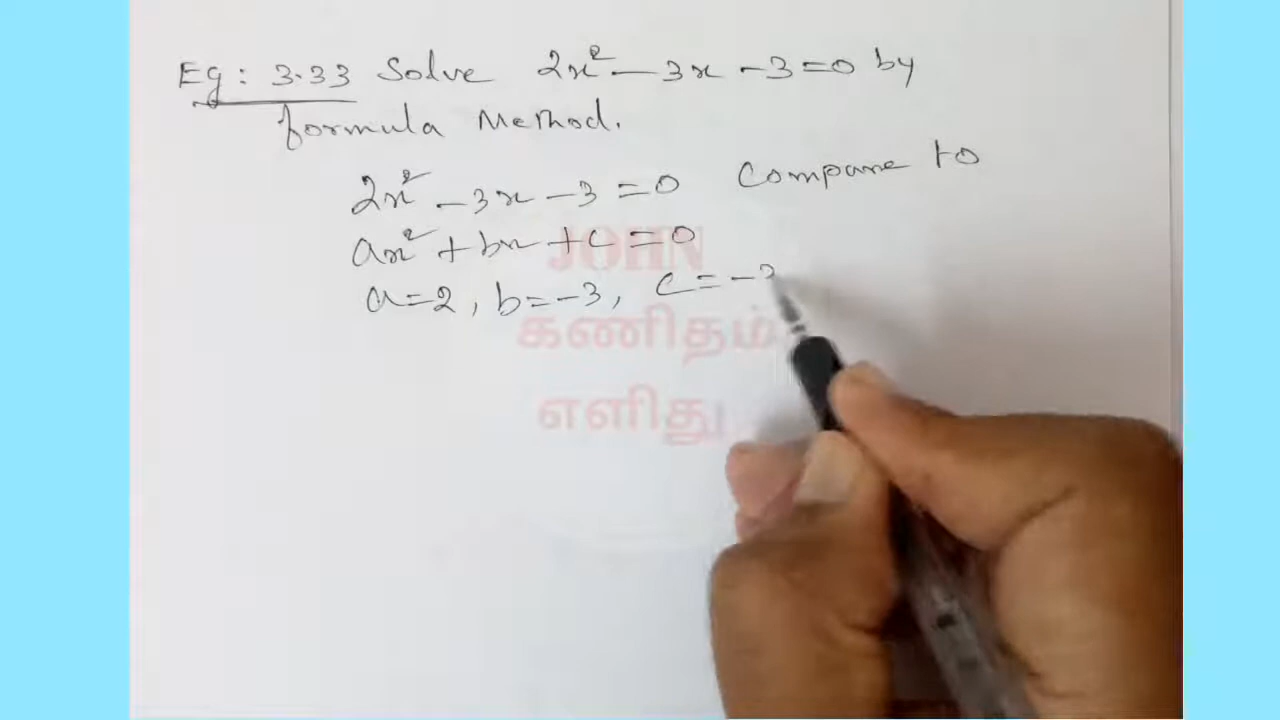 Eg: 3.33 Solve 2x² - 3x - 3 = 0 by
formula Method.
2x² - 3x - 3 = 0 Compare to
ax² + bx + c = 0
a = 2, b = -3, c = -3
JOHN
கணிதம்
எளிது